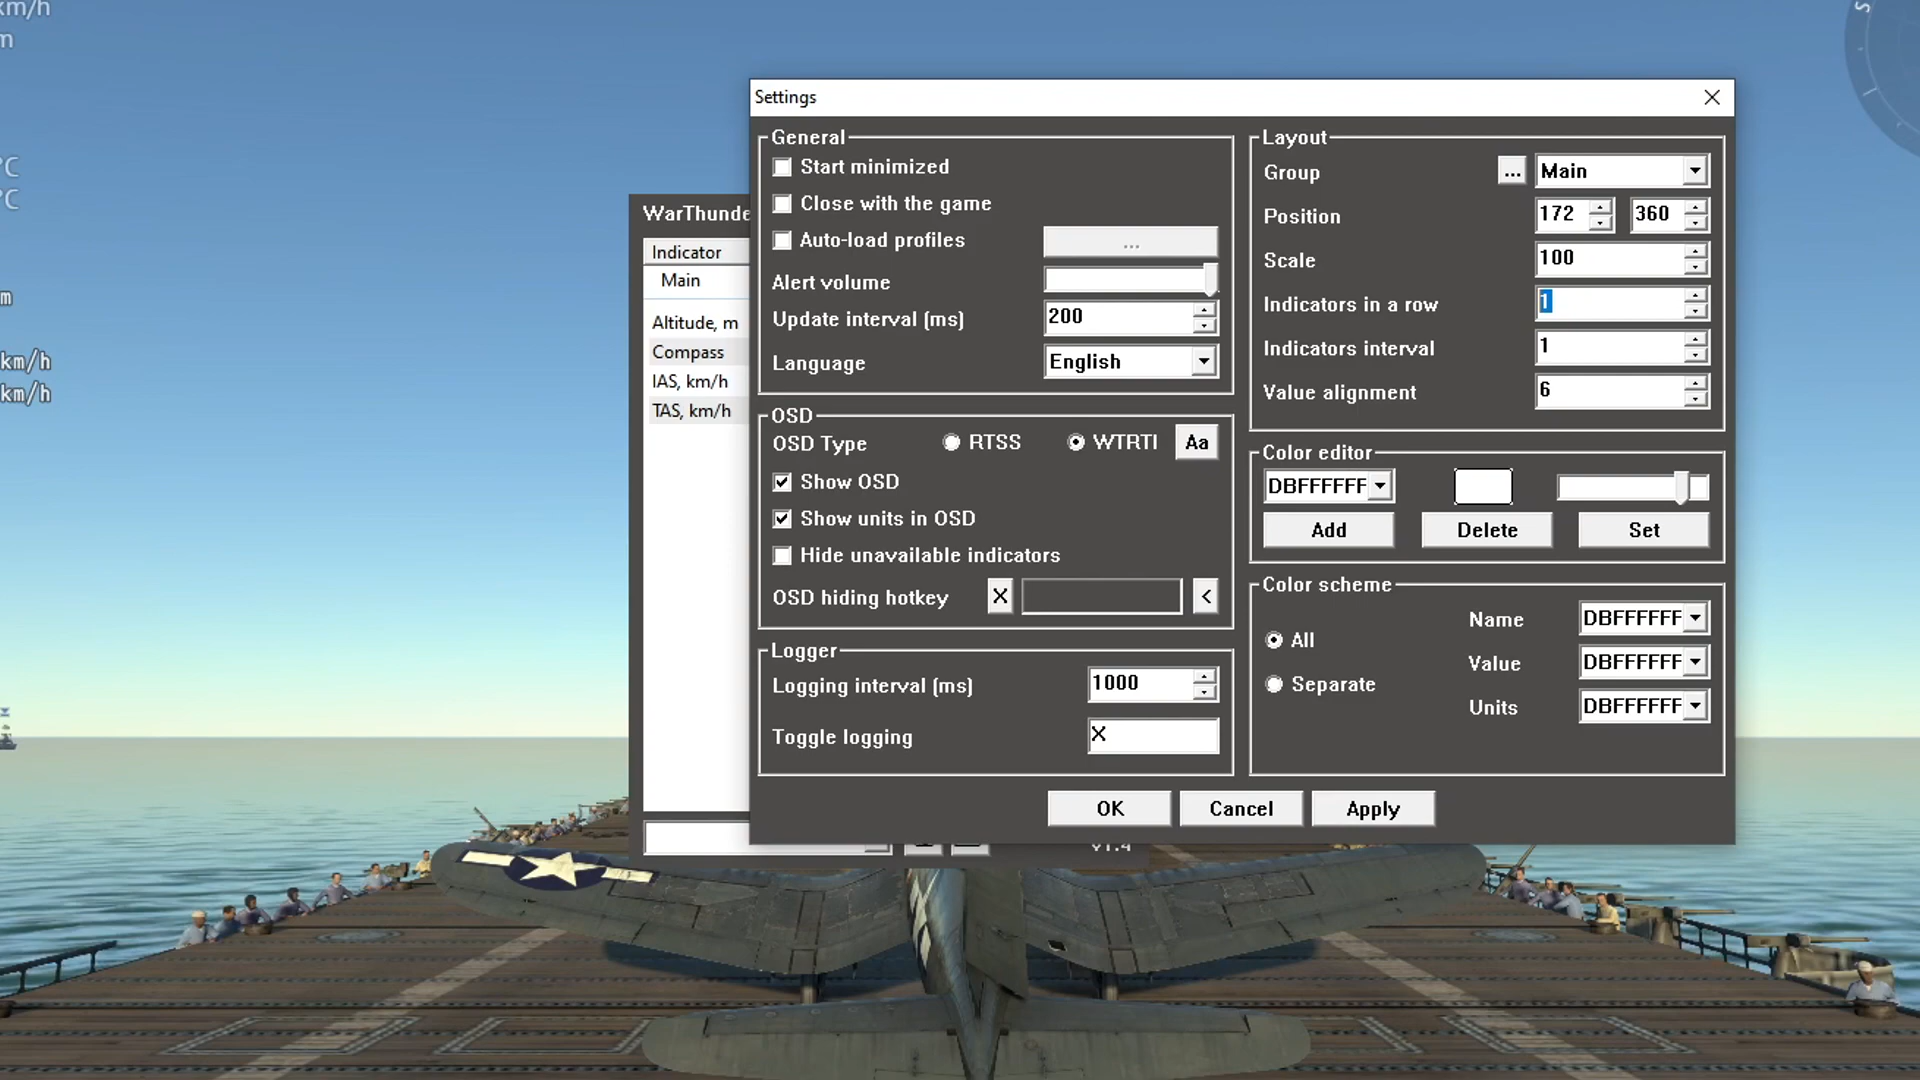 km/h
m
S
°C
°C
m
km/h
km/h
WarThunde
Indicator
Main
Altitude, m
Compass
IAS, km/h
TAS, km/h
Settings
General
Start minimized
Close with the game
Auto-load profiles
...
Alert volume
Update interval (ms)
200
Language
English
OSD
OSD Type
RTSS
WTRTI
Aa
Show OSD
Show units in OSD
Hide unavailable indicators
OSD hiding hotkey
X
<
Logger
Logging interval (ms)
1000
Toggle logging
X
Layout
Group
...
Main
Position
172
360
Scale
100
Indicators in a row
1
Indicators interval
1
Value alignment
6
Color editor
DBFFFFFF
Add
Delete
Set
Color scheme
All
Separate
Name
DBFFFFFF
Value
DBFFFFFF
Units
DBFFFFFF
OK
Cancel
Apply
v1.4